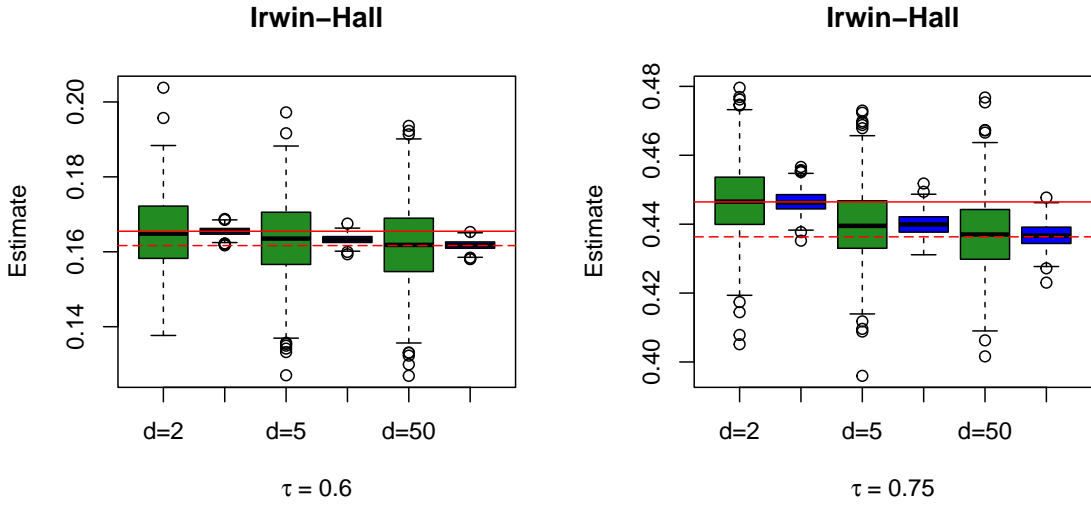 Irwin−Hall
Estimate
0.20
0.18
0.16
0.14
d=2 d=5 d=50
τ = 0.6
Irwin−Hall
Estimate
0.48
0.46
0.44
0.42
0.40
d=2 d=5 d=50
τ = 0.75